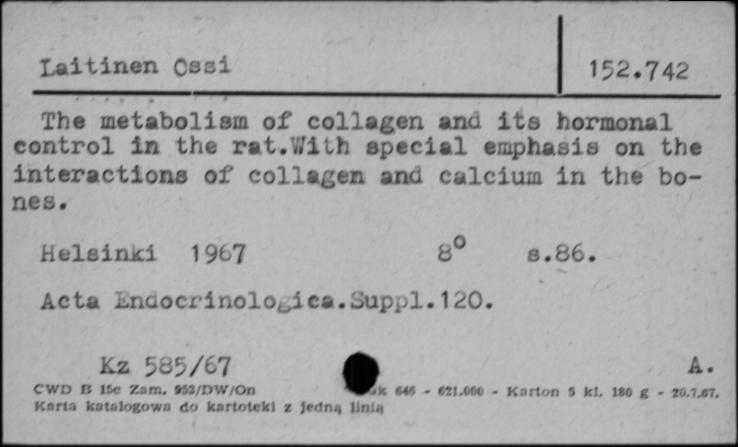 Laitinen Ossi 152.742
The metabolism of collagen and its hormonal
control in the rat.With special emphasis on the
interactions of collagen and calcium in the bo-
nes.
Helsinki 1967 8° s.86.
Acta Endocrinologica.Suppl.120.
Kz 585/67 A.
CWD B 15c Zam. 953/DW/On 646 - 621.000 - Karton 5 kl. 180 g - 20.7.67.
Karta katalogowa do kartoteki z jedną linią